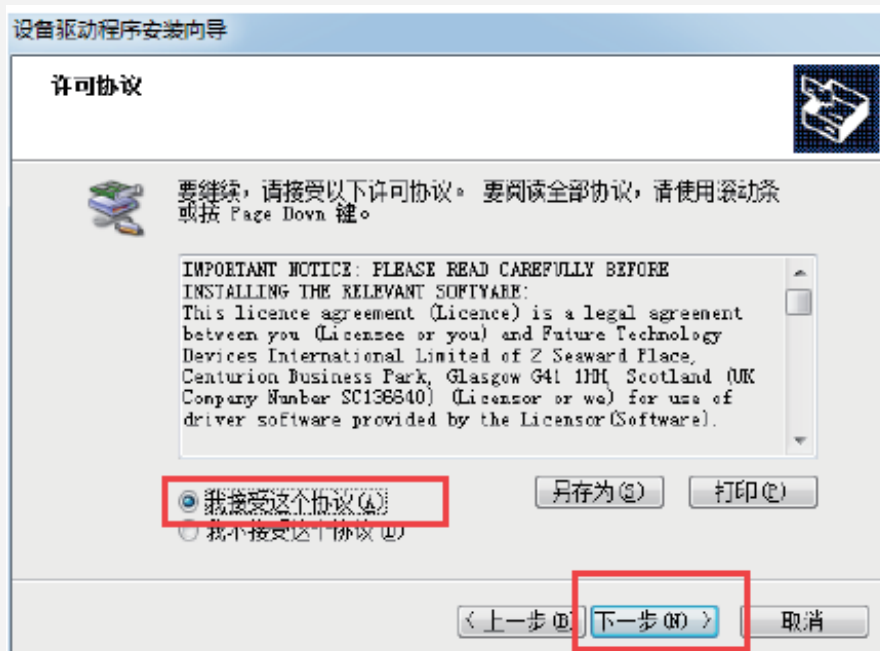 设备驱动程序安装向导
许可协议
要继续，请接受以下许可协议。 要阅读全部协议，请使用滚动条
或按 Page Down 键。
IMPORTANT NOTICE: PLEASE READ CAREFULLY BEFORE
INSTALLING THE RELEVANT SOFTWARE:
This licence agreement (Licence) is a legal agreement
between you (Licensee or you) and Future Technology
Devices International Limited of 2 Seaward Place,
Centurion Business Park, Glasgow G41 1HH, Scotland (UK
Company Number SC136640) (Licensor or we) for use of
driver software provided by the Licensor(Software).
我接受这个协议(A) 另存为(S) 打印(P)
我不接受这个协议(D)
< 上一步(B) 下一步(N) > 取消